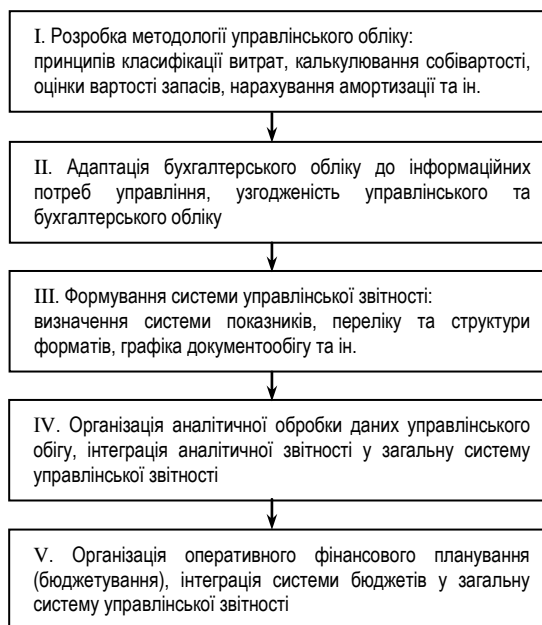 I. Розробка методології управлінського обліку:
принципів класифікації витрат, калькулювання собівартості,
оцінки вартості запасів, нарахування амортизації та ін.
II. Адаптація бухгалтерського обліку до інформаційних
потреб управління, узгодженість управлінського та
бухгалтерського обліку
III. Формування системи управлінської звітності:
визначення системи показників, переліку та структури
форматів, графіка документообігу та ін.
IV. Організація аналітичної обробки даних управлінського
обігу, інтеграція аналітичної звітності у загальну систему
управлінської звітності
V. Організація оперативного фінансового планування
(бюджетування), інтеграція системи бюджетів у загальну
систему управлінської звітності